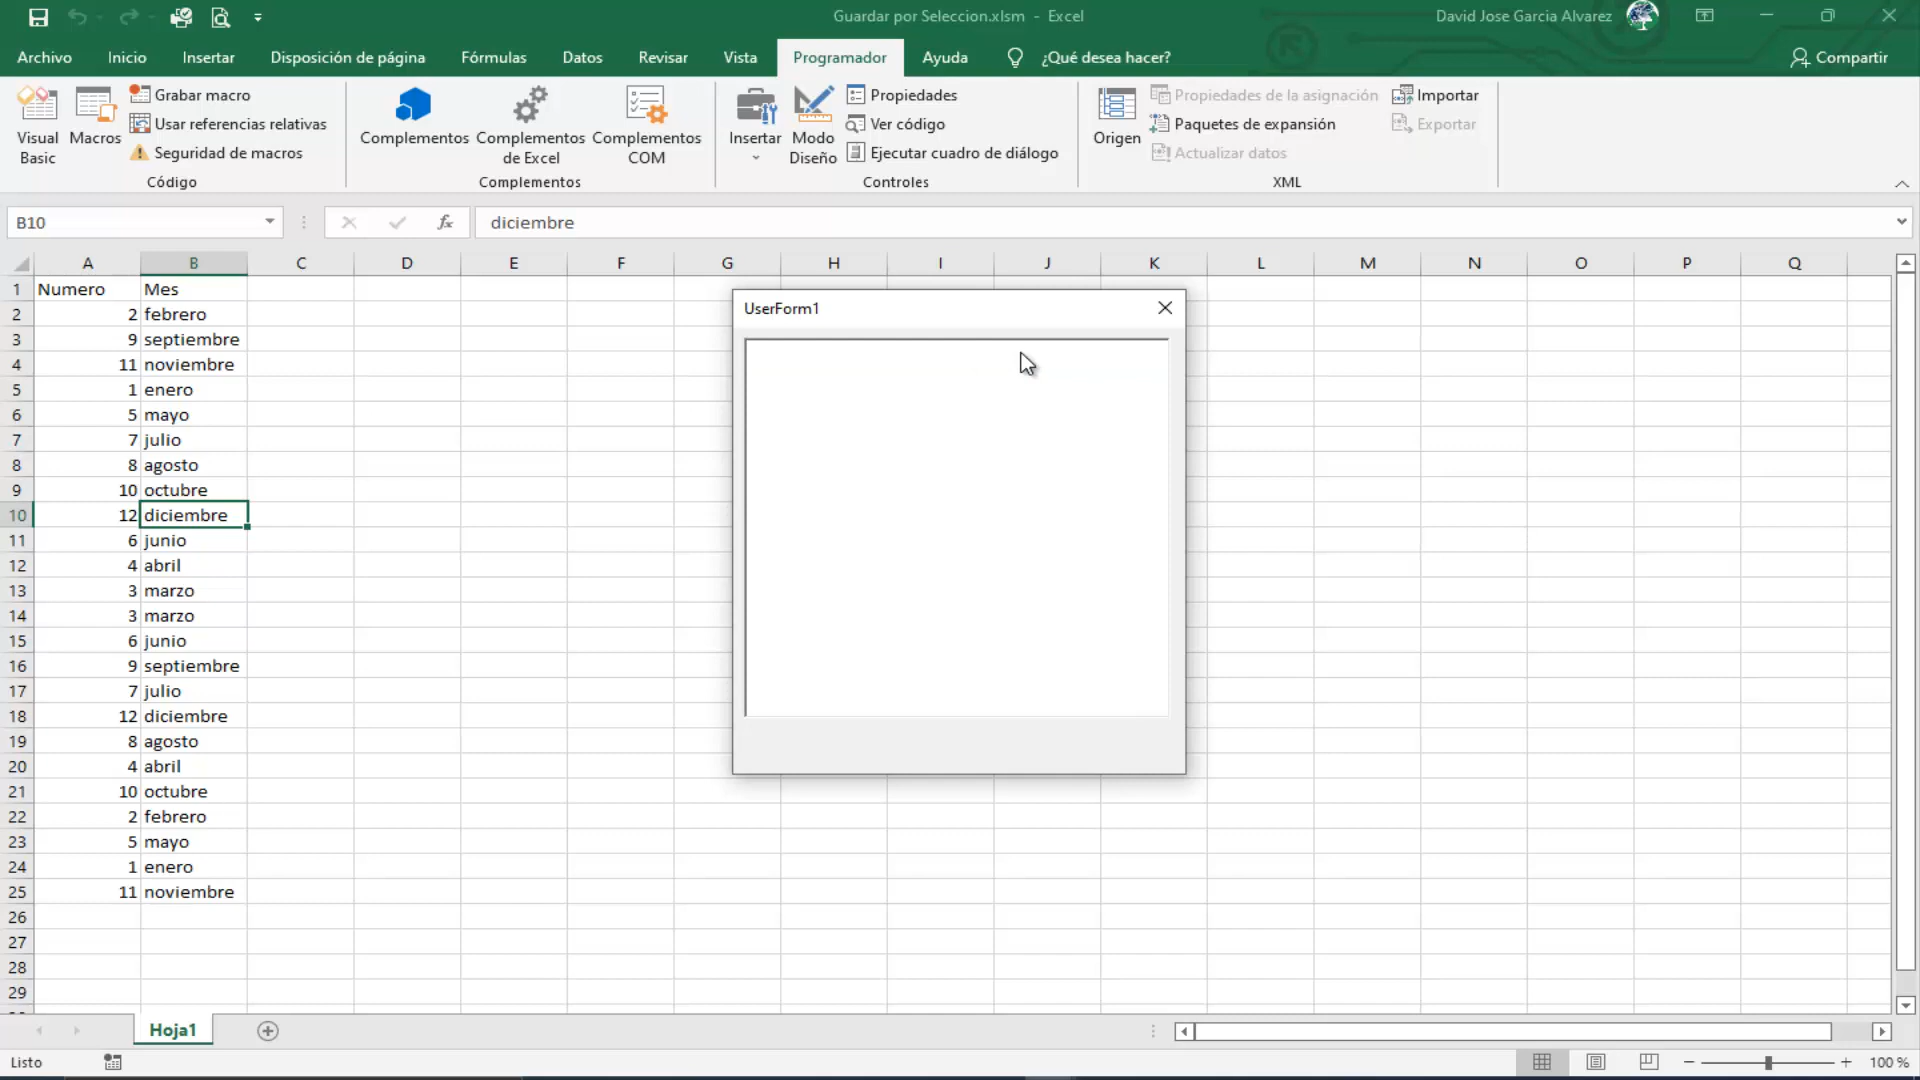 Guardar por Seleccion.xlsm - Excel
David Jose Garcia Alvarez
Archivo Inicio Insertar Disposición de página Fórmulas Datos Revisar Vista Programador Ayuda ¿Qué desea hacer? Compartir
Visual Basic
Macros
Grabar macro
Usar referencias relativas
Seguridad de macros
Código
Complementos
Complementos de Excel
Complementos COM
Complementos
Insertar
Modo Diseño
Propiedades
Ver código
Ejecutar cuadro de diálogo
Controles
Origen
Propiedades de la asignación
Paquetes de expansión
Actualizar datos
Importar
Exportar
XML
B10 fx diciembre
A B C D E F G H I J K L M N O P Q
1 Numero Mes
2 2 febrero
3 9 septiembre
4 11 noviembre
5 1 enero
6 5 mayo
7 7 julio
8 8 agosto
9 10 octubre
10 12 diciembre
11 6 junio
12 4 abril
13 3 marzo
14 3 marzo
15 6 junio
16 9 septiembre
17 7 julio
18 12 diciembre
19 8 agosto
20 4 abril
21 10 octubre
22 2 febrero
23 5 mayo
24 1 enero
25 11 noviembre
26
27
28
29
UserForm1
Hoja1
Listo
100 %